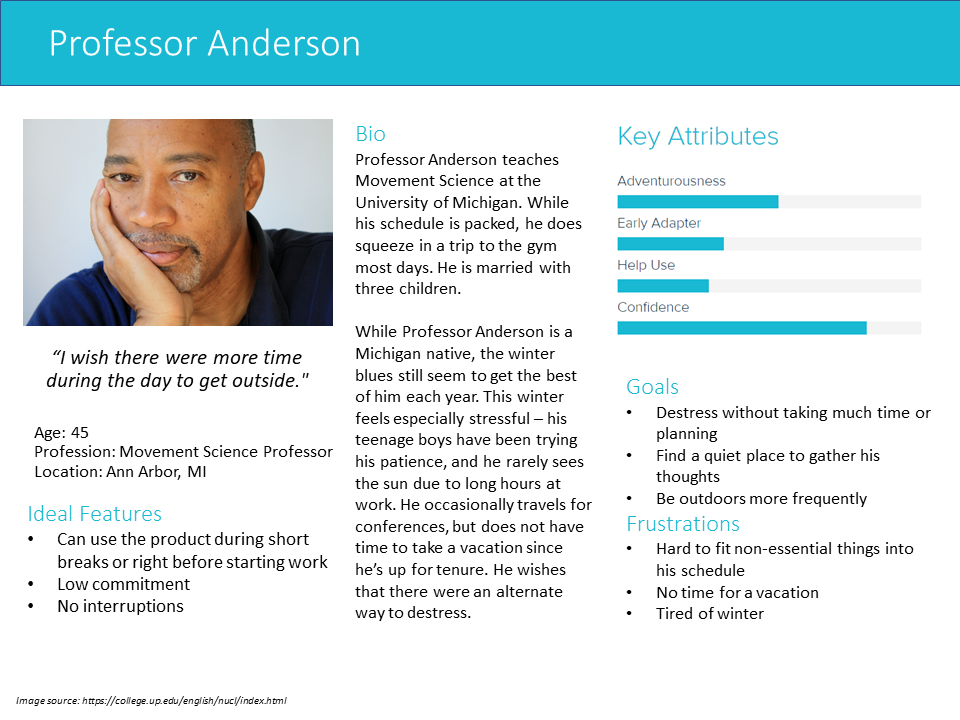 Professor Anderson
“I wish there were more time
during the day to get outside."
Age: 45
Profession: Movement Science Professor
Location: Ann Arbor, MI
Ideal Features
• Can use the product during short
breaks or right before starting work
• Low commitment
• No interruptions
Bio
Professor Anderson teaches
Movement Science at the
University of Michigan. While
his schedule is packed, he does
squeeze in a trip to the gym
most days. He is married with
three children.
While Professor Anderson is a
Michigan native, the winter
blues still seem to get the best
of him each year. This winter
feels especially stressful – his
teenage boys have been trying
his patience, and he rarely sees
the sun due to long hours at
work. He occasionally travels for
conferences, but does not have
time to take a vacation since
he’s up for tenure. He wishes
that there were an alternate
way to destress.
Key Attributes
Adventurousness
Early Adapter
Help Use
Confidence
Goals
• Destress without taking much time or
planning
• Find a quiet place to gather his
thoughts
• Be outdoors more frequently
Frustrations
• Hard to fit non-essential things into
his schedule
• No time for a vacation
• Tired of winter
Image source: https://college.up.edu/english/nucl/index.html